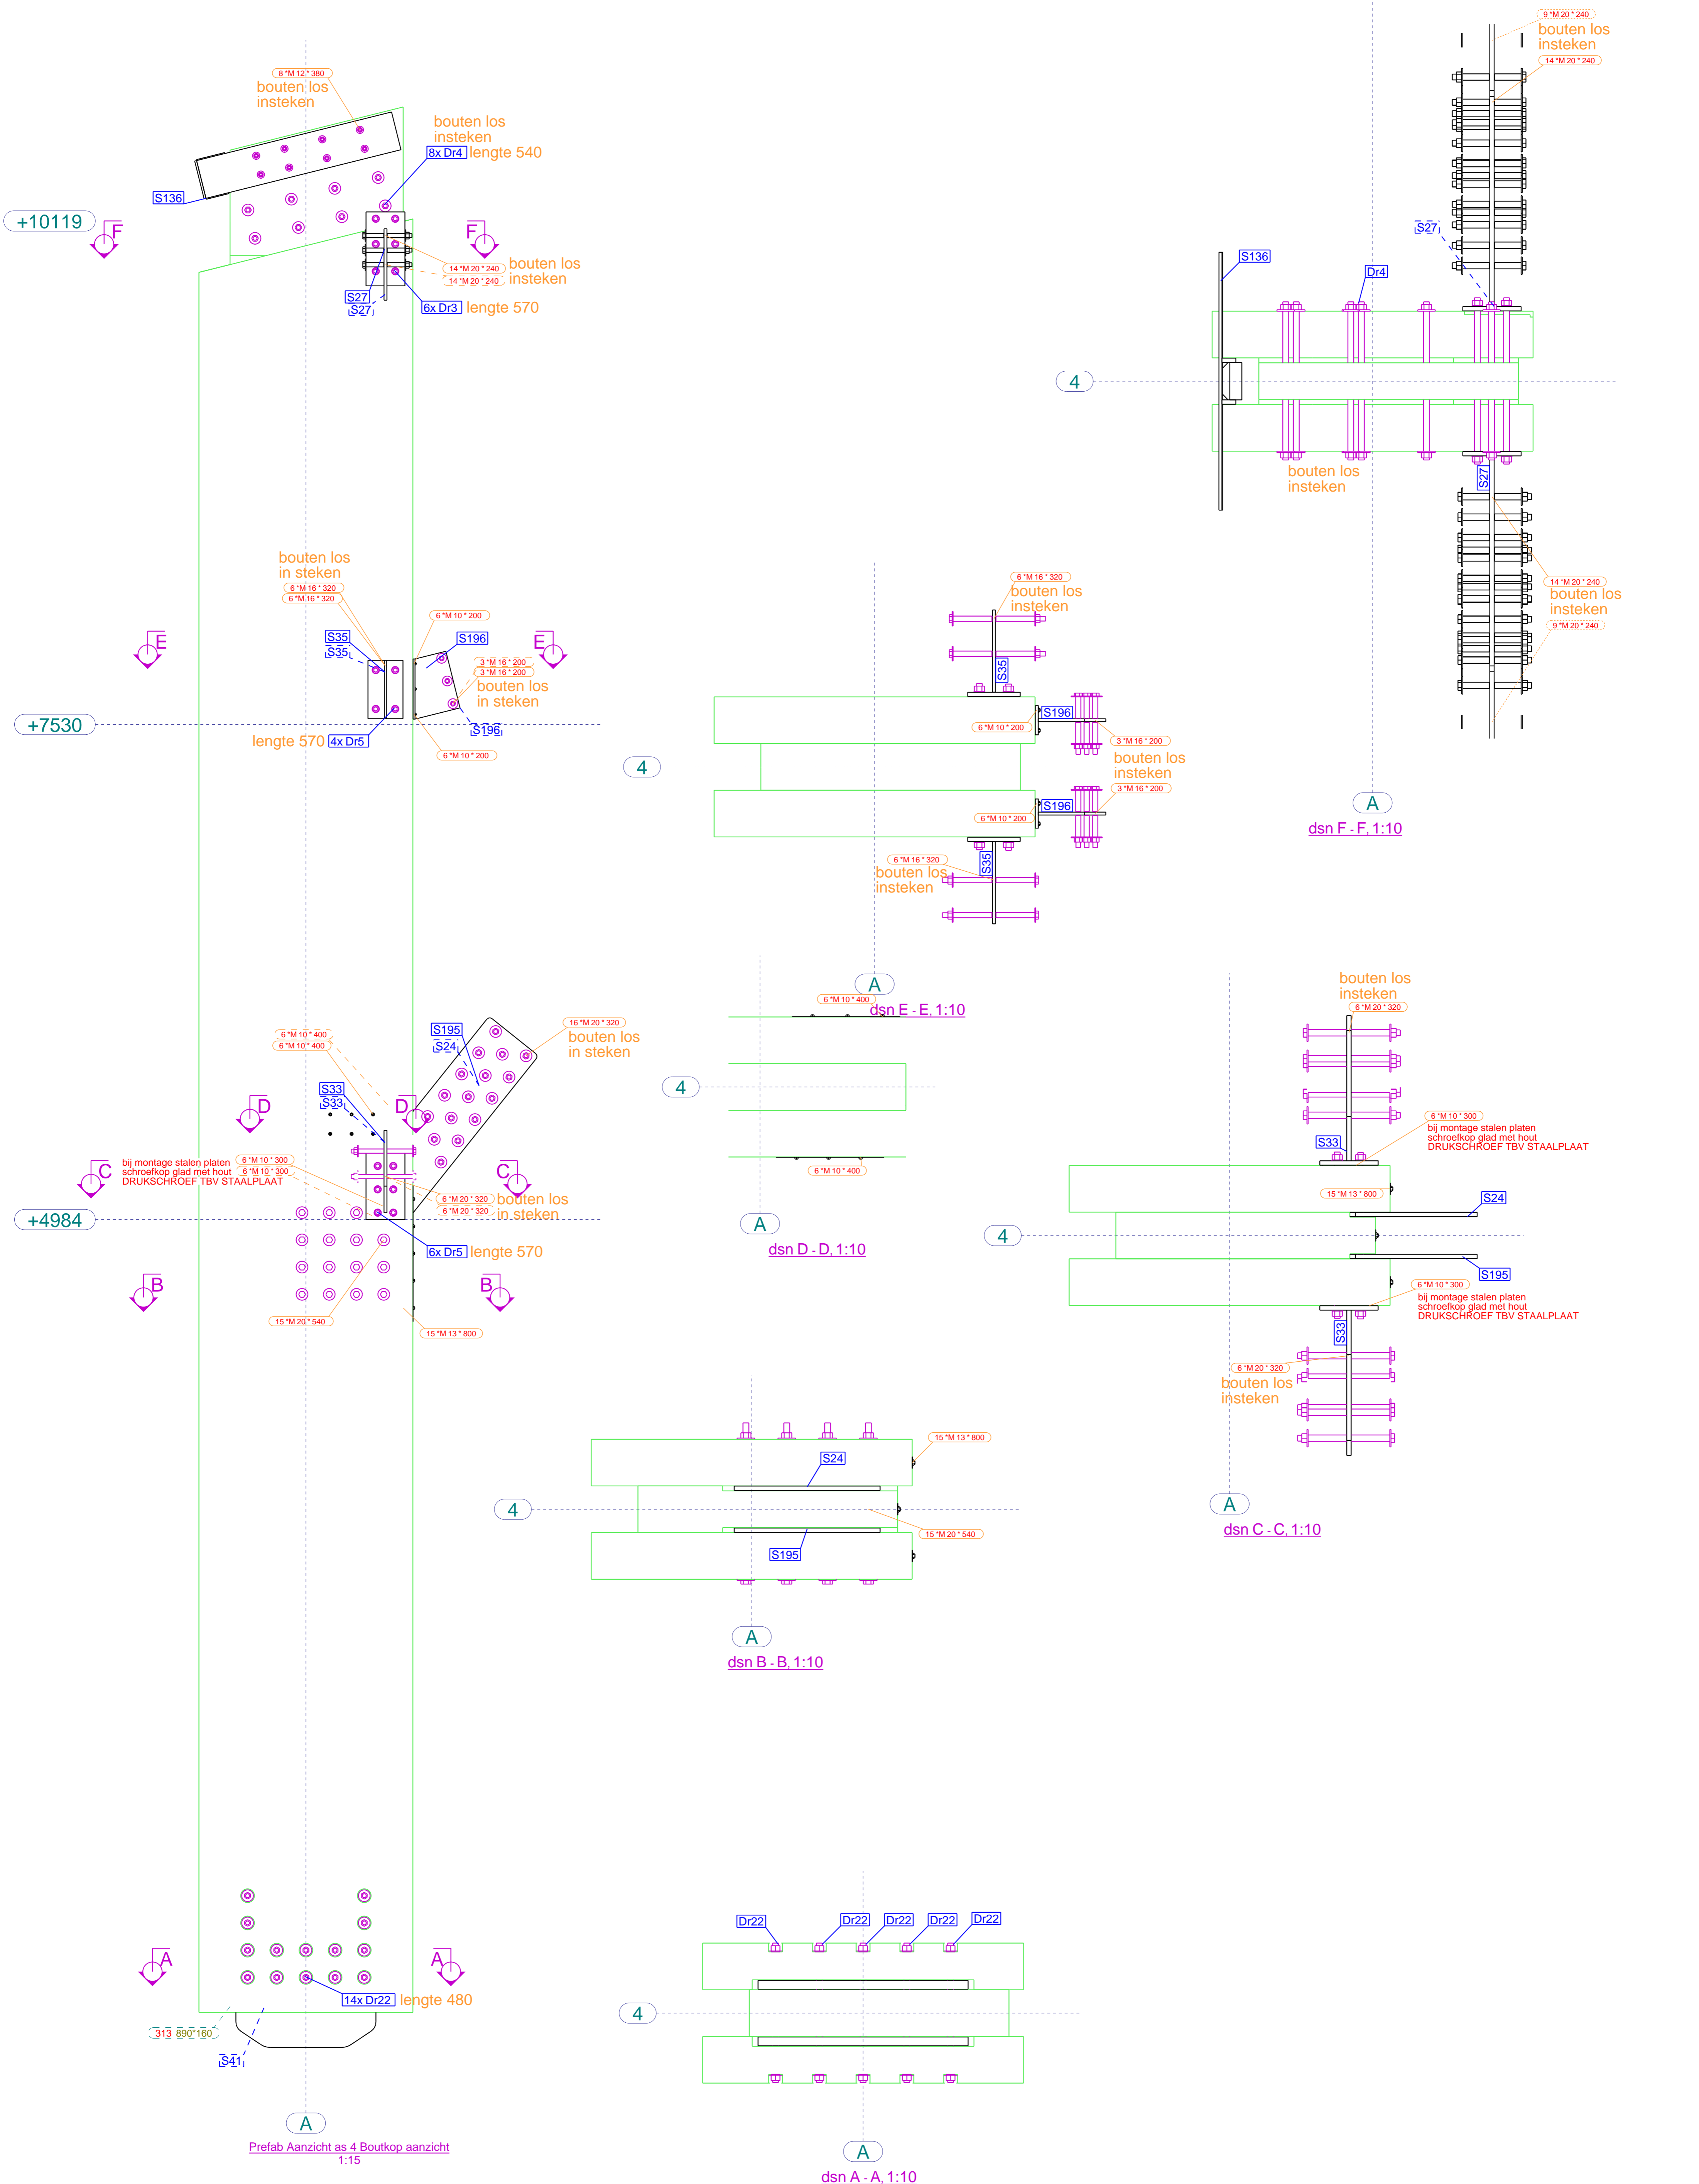 8 *M 12 * 380
bouten los
insteken
bouten los
insteken
8x Dr4 lengte 540
S136
+10119
F
F
14 *M 20 * 240
14 *M 20 * 240
bouten los
insteken
S27
S27
6x Dr3 lengte 570
bouten los
in steken
6 *M 16 * 320
6 *M 16 * 320
6 *M 10 * 200
E
S35
S35
S196
E
3 *M 16 * 200
3 *M 16 * 200
bouten los
in steken
+7530
S196
lengte 570 4x Dr5
6 *M 10 * 200
6 *M 10 * 400
6 *M 10 * 400
S195
S24
16 *M 20 * 320
bouten los
in steken
S33
S33
D
D
C
bij montage stalen platen
schroefkop glad met hout
DRUKSCHROEF TBV STAALPLAAT
6 *M 10 * 300
6 *M 10 * 300
C
6 *M 20 * 320
6 *M 20 * 320
bouten los
in steken
+4984
6x Dr5 lengte 570
B
B
15 *M 20 * 540
15 *M 13 * 800
A
A
14x Dr22 lengte 480
313 890*160
S41
A
Prefab Aanzicht as 4 Boutkop aanzicht
1:15
9 *M 20 * 240
bouten los
insteken
14 *M 20 * 240
S27
S136
Dr4
4
bouten los
insteken
S27
14 *M 20 * 240
bouten los
insteken
9 *M 20 * 240
A
dsn F - F, 1:10
6 *M 16 * 320
bouten los
insteken
S35
S196
6 *M 10 * 200
3 *M 16 * 200
bouten los
insteken
4
3 *M 16 * 200
S196
6 *M 10 * 200
6 *M 16 * 320
bouten los
insteken
S35
A
dsn E - E, 1:10
6 *M 10 * 400
4
6 *M 10 * 400
A
dsn D - D, 1:10
bouten los
insteken
6 *M 20 * 320
6 *M 10 * 300
bij montage stalen platen
schroefkop glad met hout
DRUKSCHROEF TBV STAALPLAAT
S33
15 *M 13 * 800
S24
4
S195
6 *M 10 * 300
bij montage stalen platen
schroefkop glad met hout
DRUKSCHROEF TBV STAALPLAAT
S33
6 *M 20 * 320
bouten los
insteken
A
dsn C - C, 1:10
15 *M 13 * 800
S24
4
15 *M 20 * 540
S195
A
dsn B - B, 1:10
Dr22
Dr22
Dr22
Dr22
Dr22
4
A
dsn A - A, 1:10